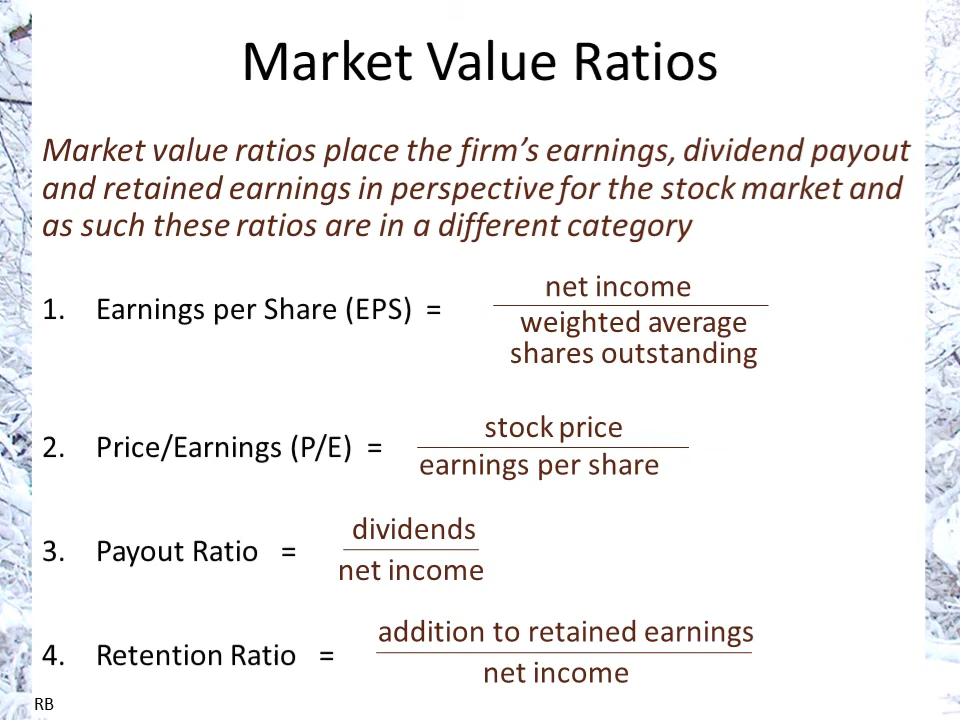 Market Value Ratios
Market value ratios place the firm’s earnings, dividend payout
and retained earnings in perspective for the stock market and
as such these ratios are in a different category
1. Earnings per Share (EPS) =
net income
weighted average
shares outstanding
2. Price/Earnings (P/E) =
stock price
earnings per share
3. Payout Ratio =
dividends
net income
4. Retention Ratio =
addition to retained earnings
net income
RB